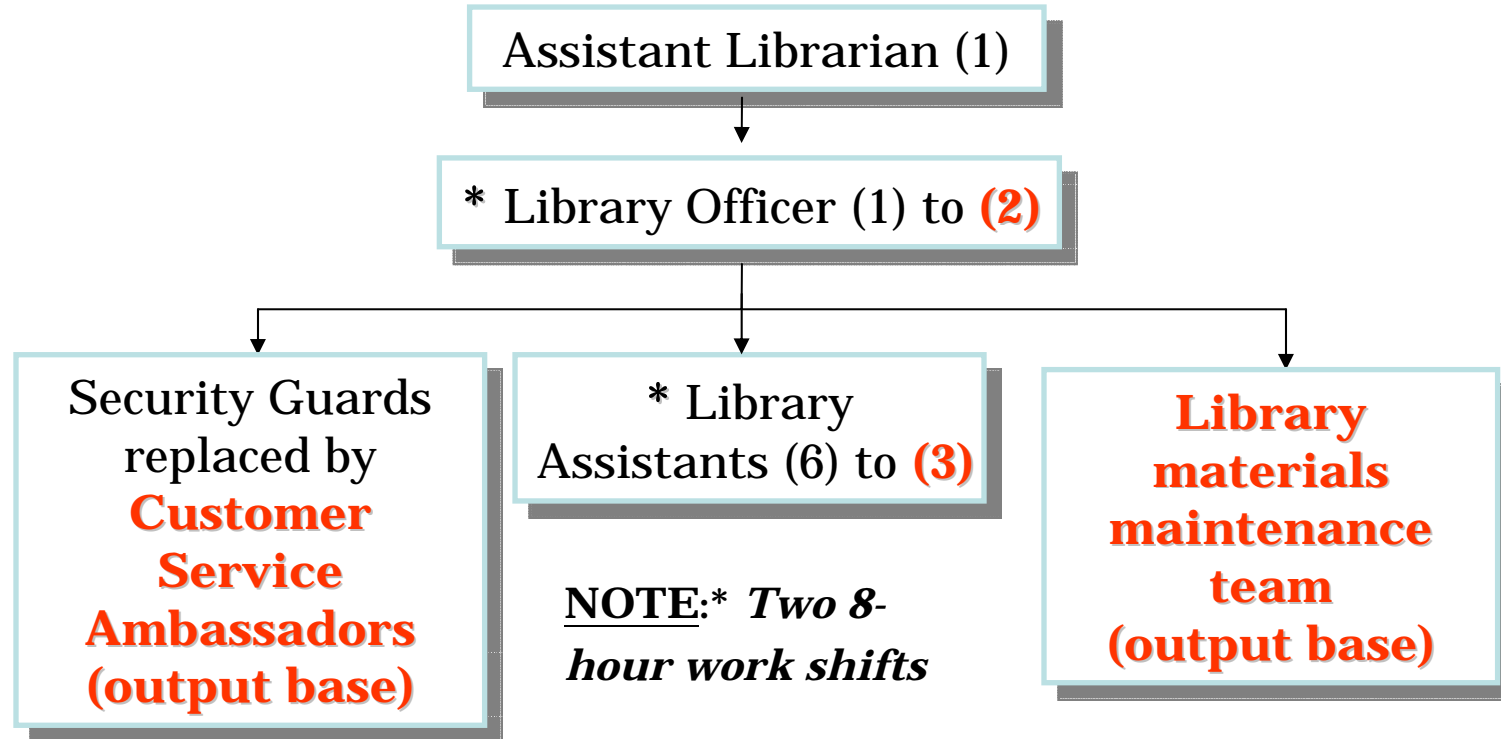 Assistant Librarian (1)
* Library Officer (1) to (2)
Security Guards
replaced by
Customer
Service
Ambassadors
(output base)
* Library
Assistants (6) to (3)
NOTE:* Two 8-
hour work shifts
Library
materials
maintenance
team
(output base)